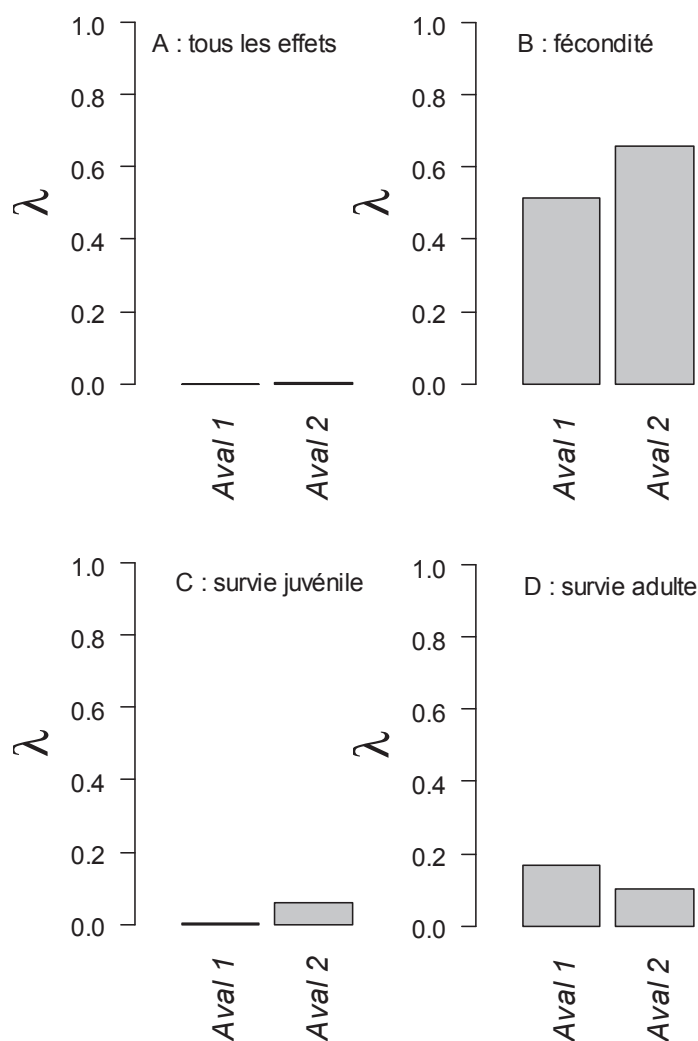 A : tous les effets
1.0
0.8
0.6
0.4
0.2
0.0
λ
Aval 1
Aval 2
B : fécondité
1.0
0.8
0.6
0.4
0.2
0.0
λ
Aval 1
Aval 2
C : survie juvénile
1.0
0.8
0.6
0.4
0.2
0.0
λ
Aval 1
Aval 2
D : survie adulte
1.0
0.8
0.6
0.4
0.2
0.0
λ
Aval 1
Aval 2